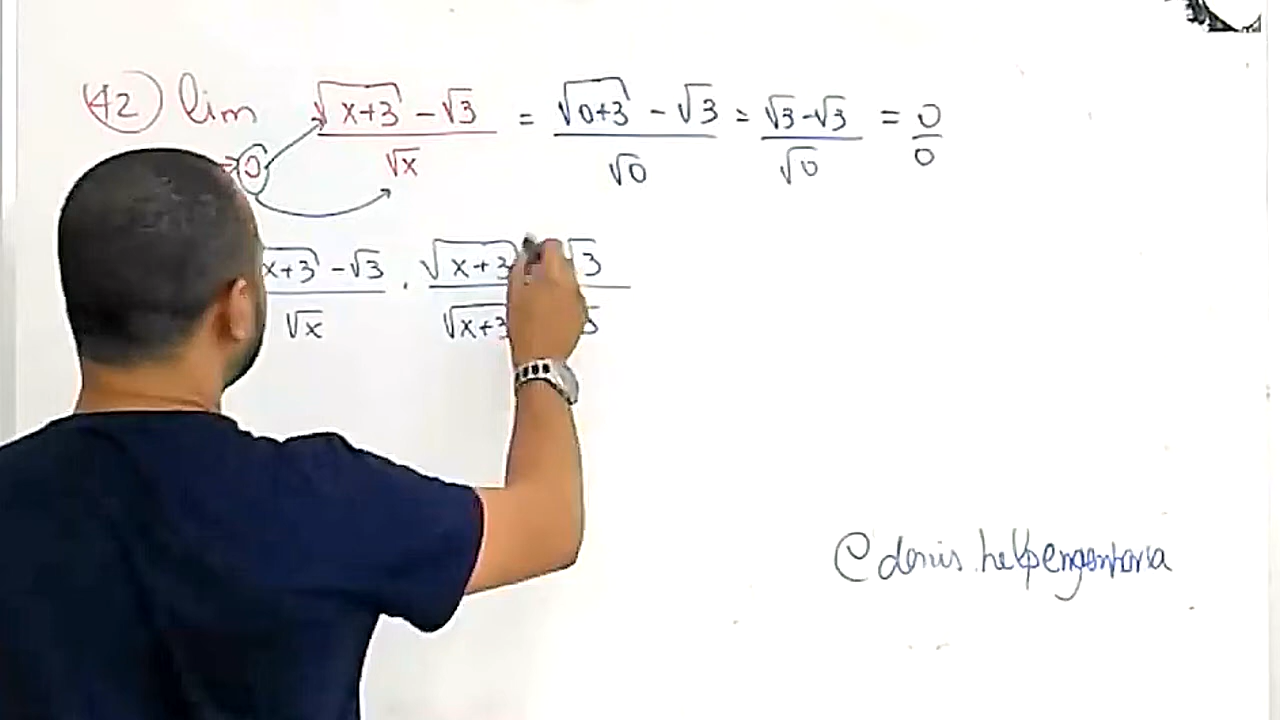 42) lim √(x+3) - √3 / √x = √(0+3) - √3 / √0 = √3-√3 / √0 = 0/0
→0
x+3 - √3 / √x . √(x+3) √3 / √(x+3)
@denis.helpengenharia